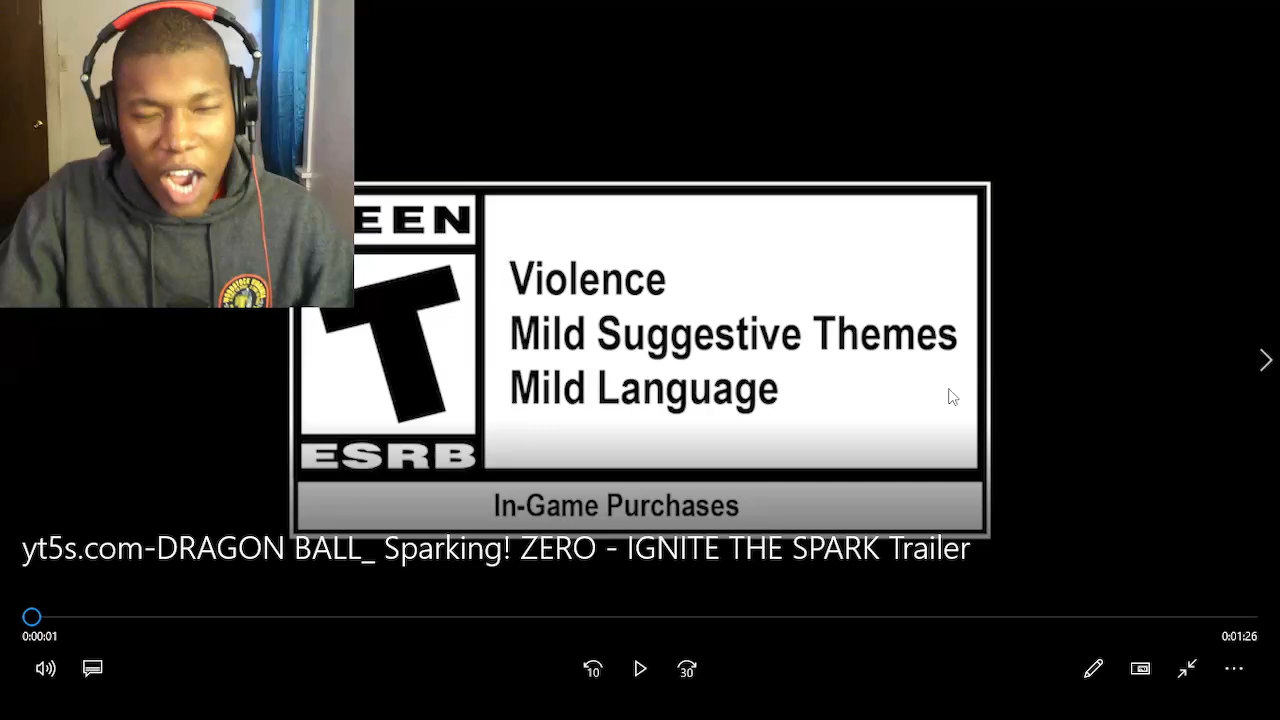 EEN
T
ESRB
Violence
Mild Suggestive Themes
Mild Language
In-Game Purchases
yt5s.com-DRAGON BALL_ Sparking! ZERO - IGNITE THE SPARK Trailer
0:00:01
0:01:26
10
30